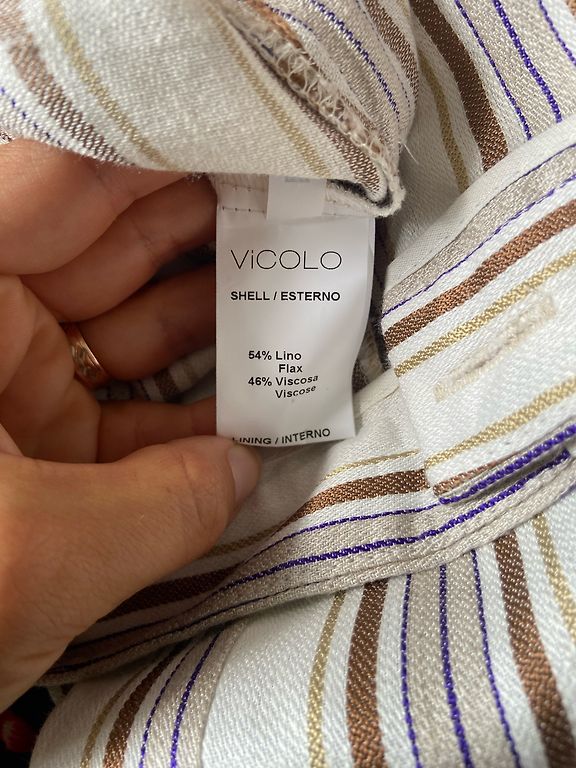 ViCOLO
SHELL / ESTERNO
54% Lino
Flax
46% Viscosa
Viscose
LINING / INTERNO